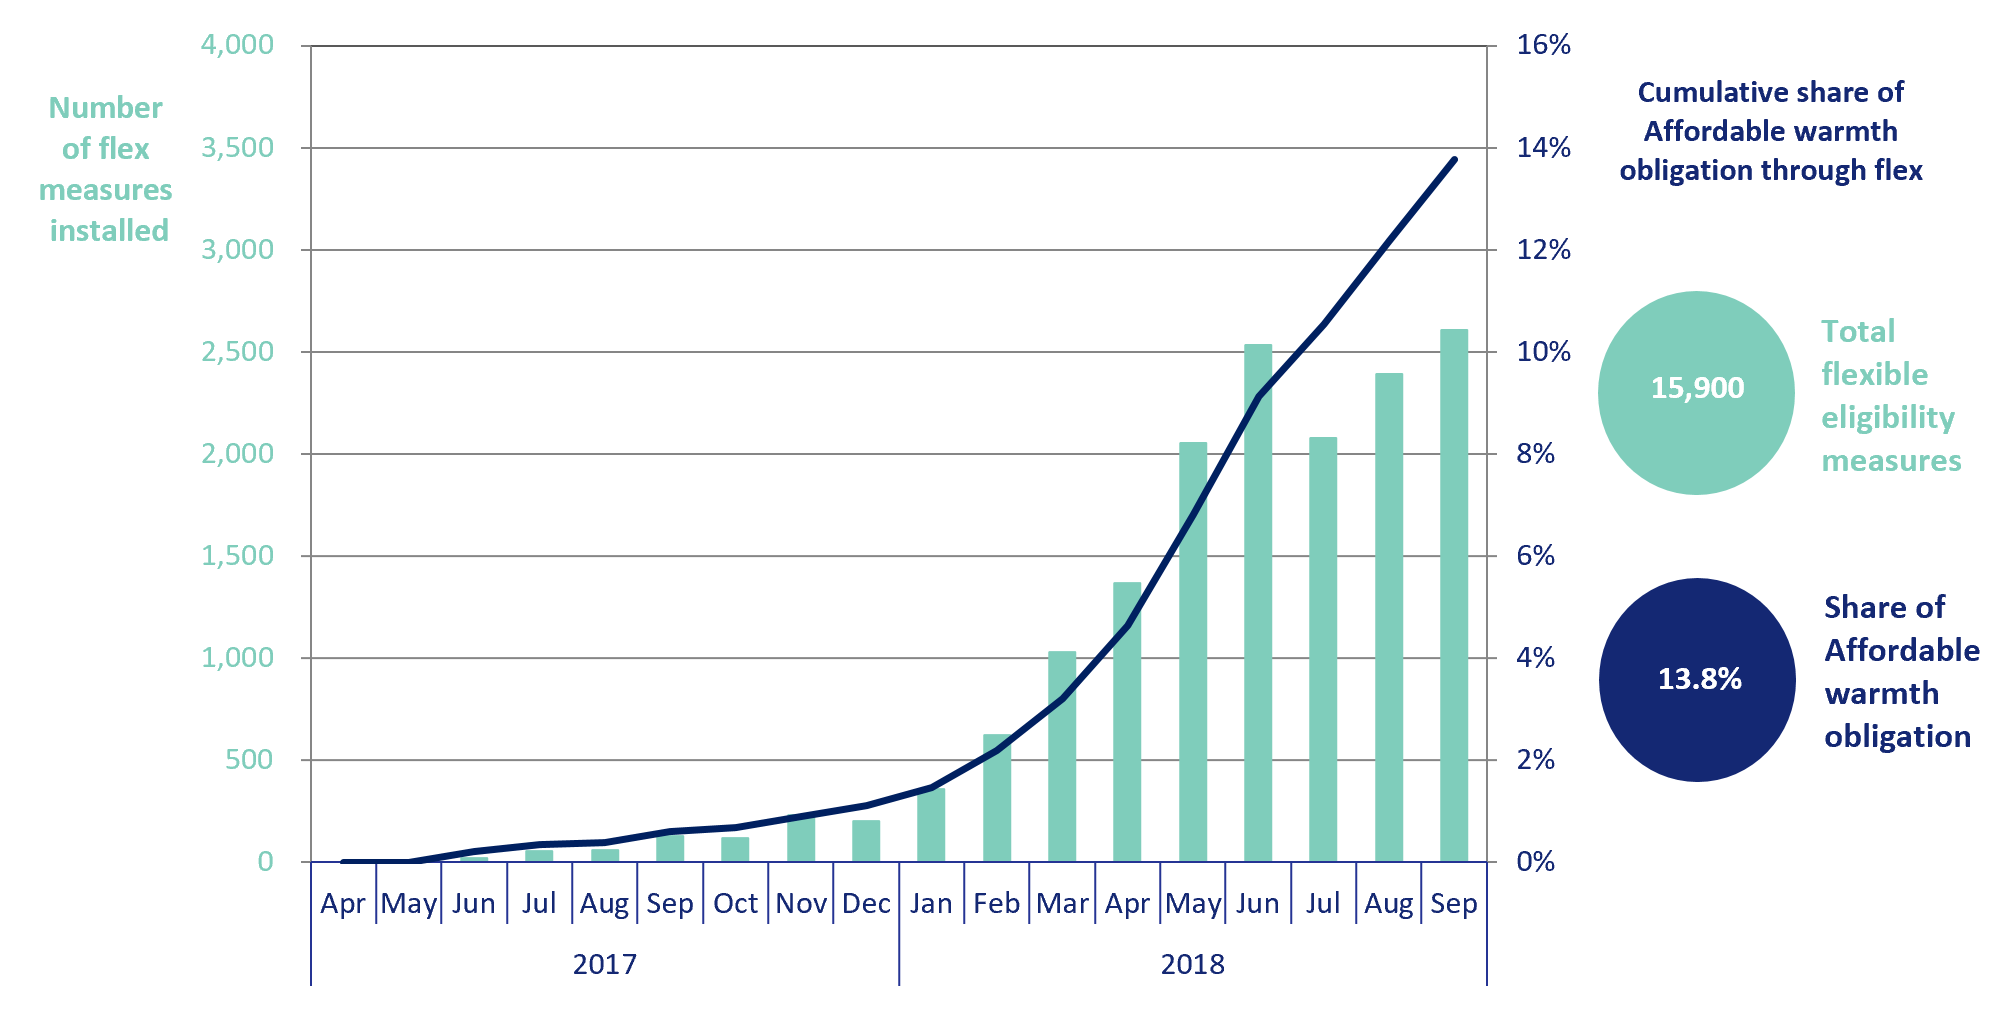 Number
of flex
measures
installed
4,000
3,500
3,000
2,500
2,000
1,500
1,000
500
0
16%
14%
12%
10%
8%
6%
4%
2%
0%
Apr May Jun Jul Aug Sep Oct Nov Dec Jan Feb Mar Apr May Jun Jul Aug Sep
2017 2018
Cumulative share of
Affordable warmth
obligation through flex
15,900
Total
flexible
eligibility
measures
13.8%
Share of
Affordable
warmth
obligation